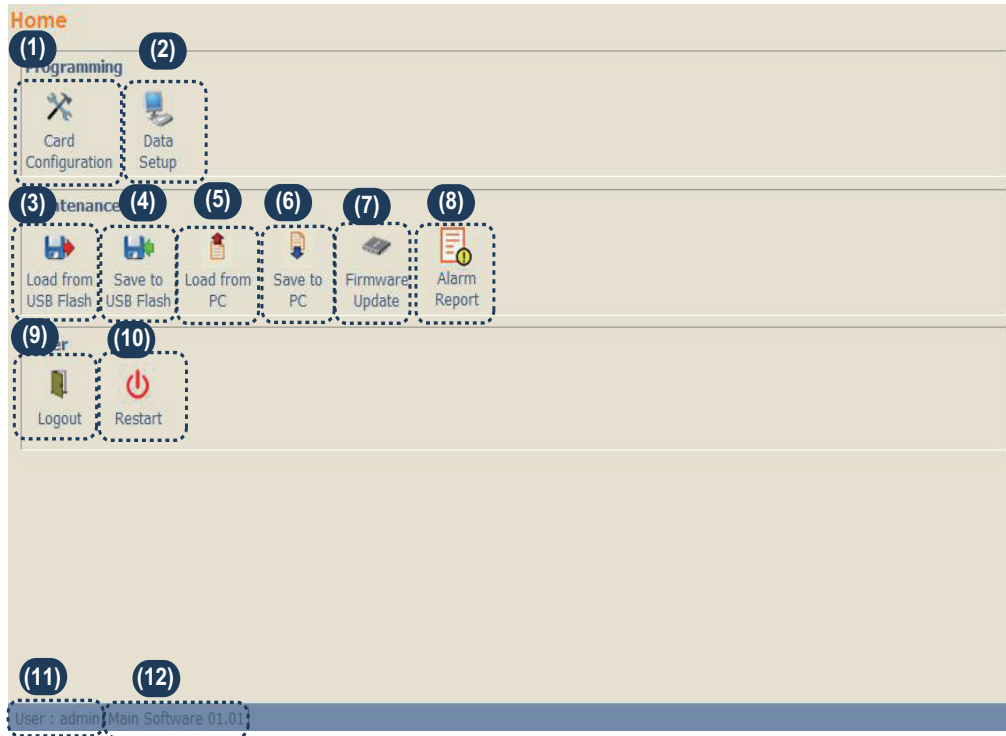 Home
(1) (2)
Programming
Card Configuration
Data Setup
(3) (4) (5) (6) (7) (8)
Load from USB Flash
Save to USB Flash
Load from PC
Save to PC
Firmware Update
Alarm Report
(9) (10)
Logout
Restart
(11) (12)
User : admin
Main Software 01.01